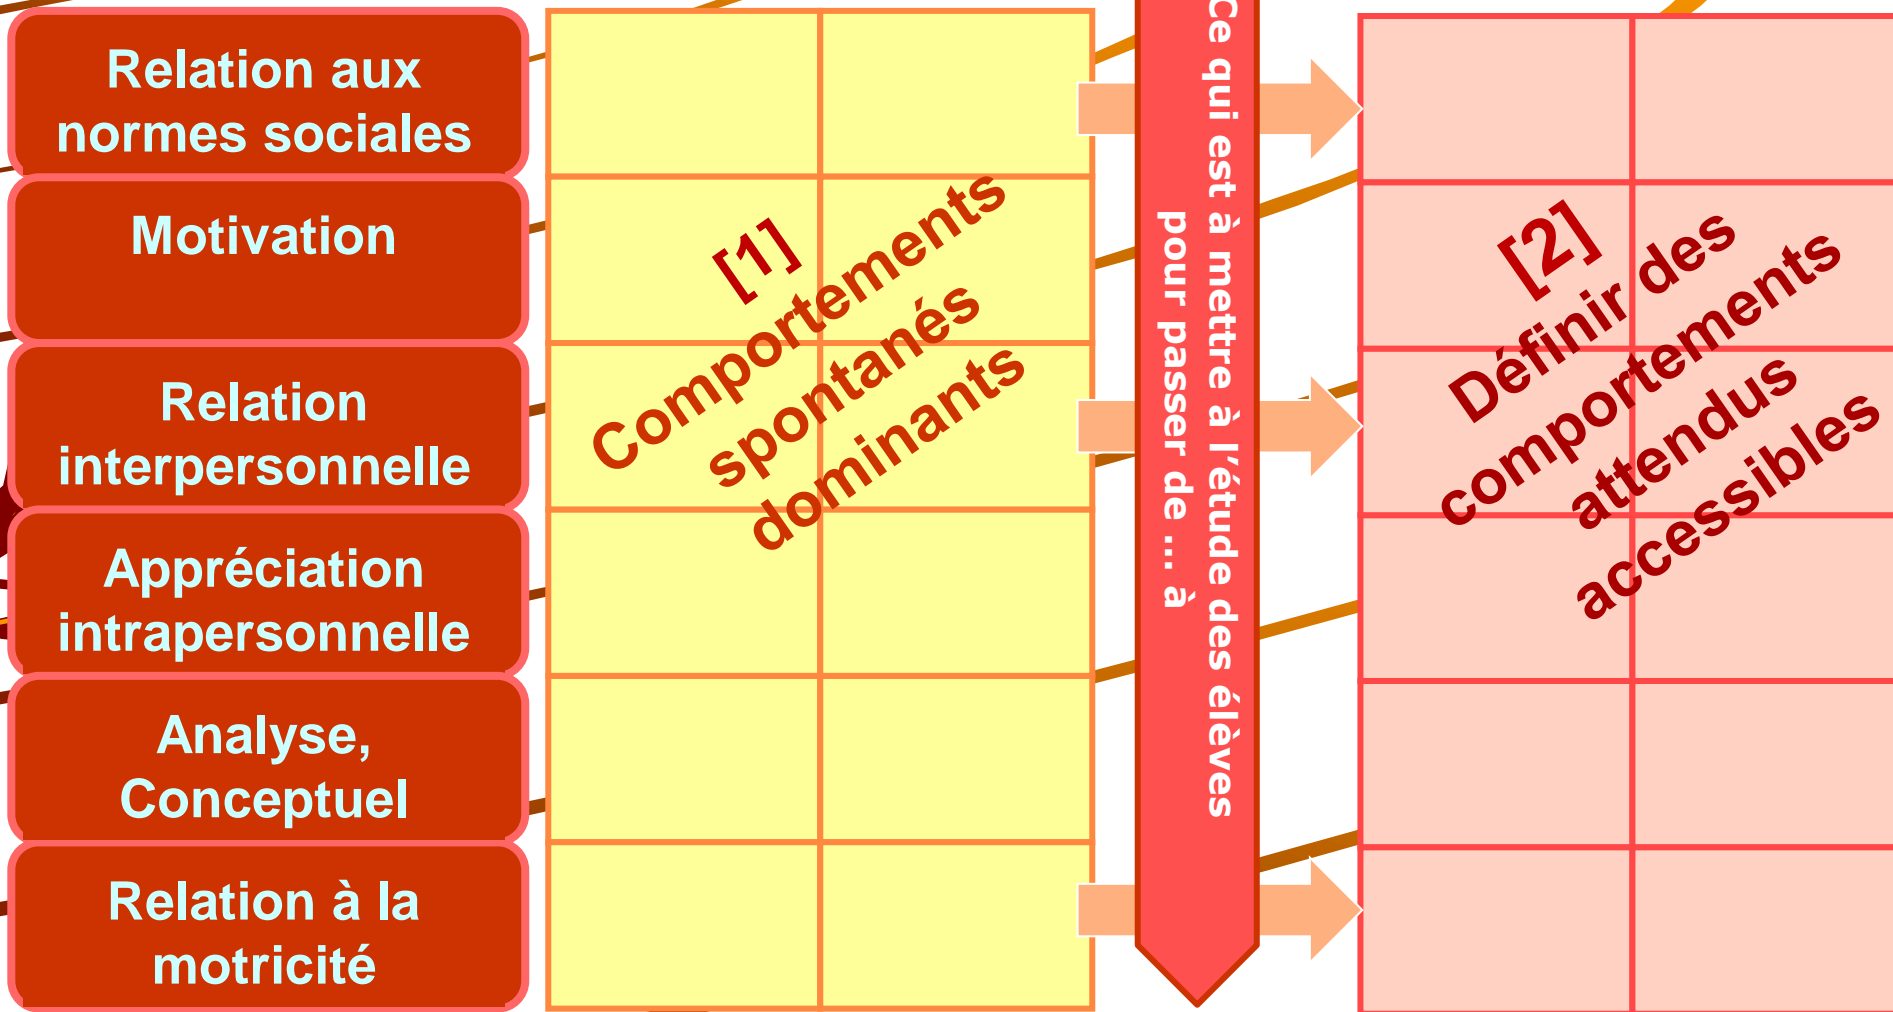 Relation aux
normes sociales
Motivation
Relation
interpersonnelle
Appréciation
intrapersonnelle
Analyse,
Conceptuel
Relation à la
motricité
[1]
Comportements
spontanés
dominants
Ce qui est à mettre à l’étude des élèves
pour passer de ... à
[2]
Définir des
comportements
attendus
accessibles